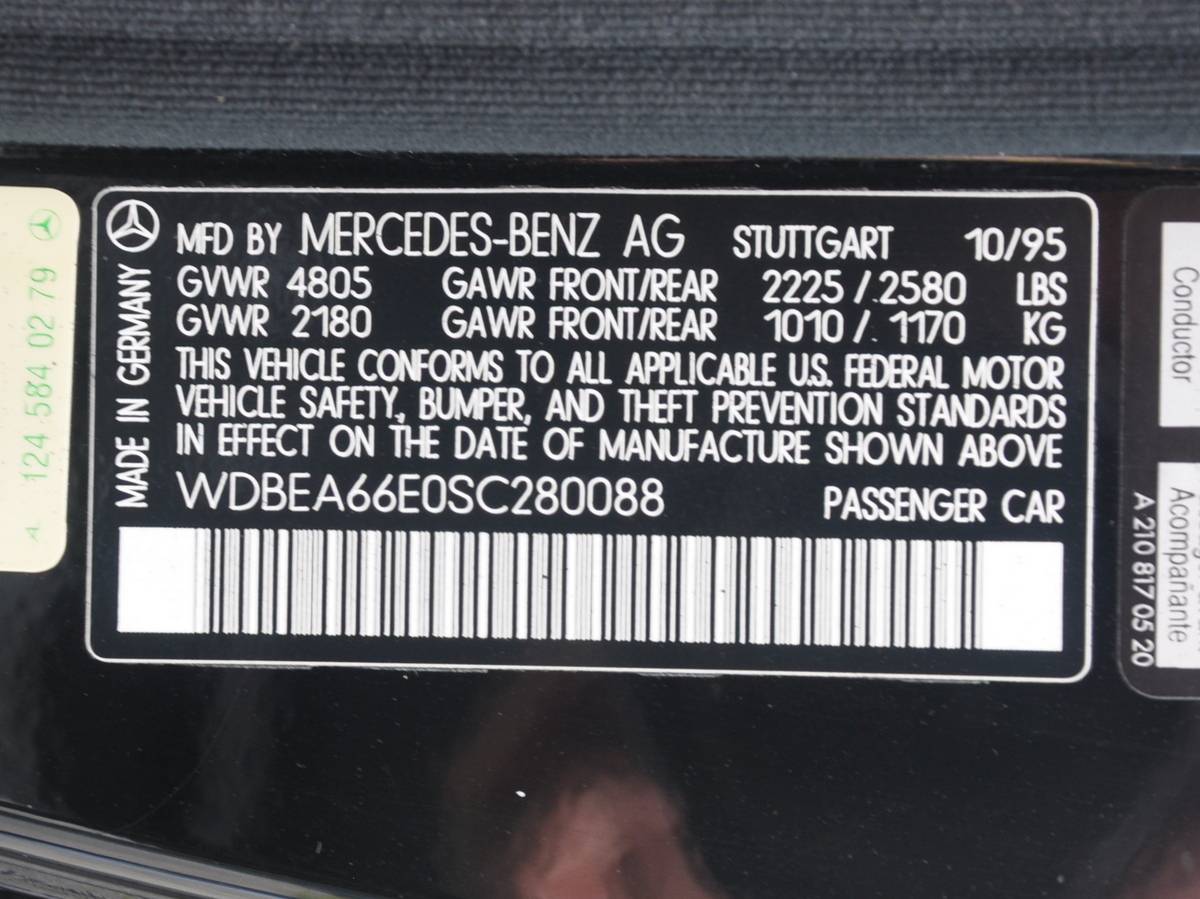 MFD BY MERCEDES-BENZ AG STUTTGART 10/95
GVWR 4805 GAWR FRONT/REAR 2225 / 2580 LBS
GVWR 2180 GAWR FRONT/REAR 1010 / 1170 KG
THIS VEHICLE CONFORMS TO ALL APPLICABLE U.S. FEDERAL MOTOR
VEHICLE SAFETY, BUMPER, AND THEFT PREVENTION STANDARDS
IN EFFECT ON THE DATE OF MANUFACTURE SHOWN ABOVE
WDBEA66E0SC280088 PASSENGER CAR
MADE IN GERMANY
A 124 584 02 79
Conductor
Acompañante
A 210 817 05 20